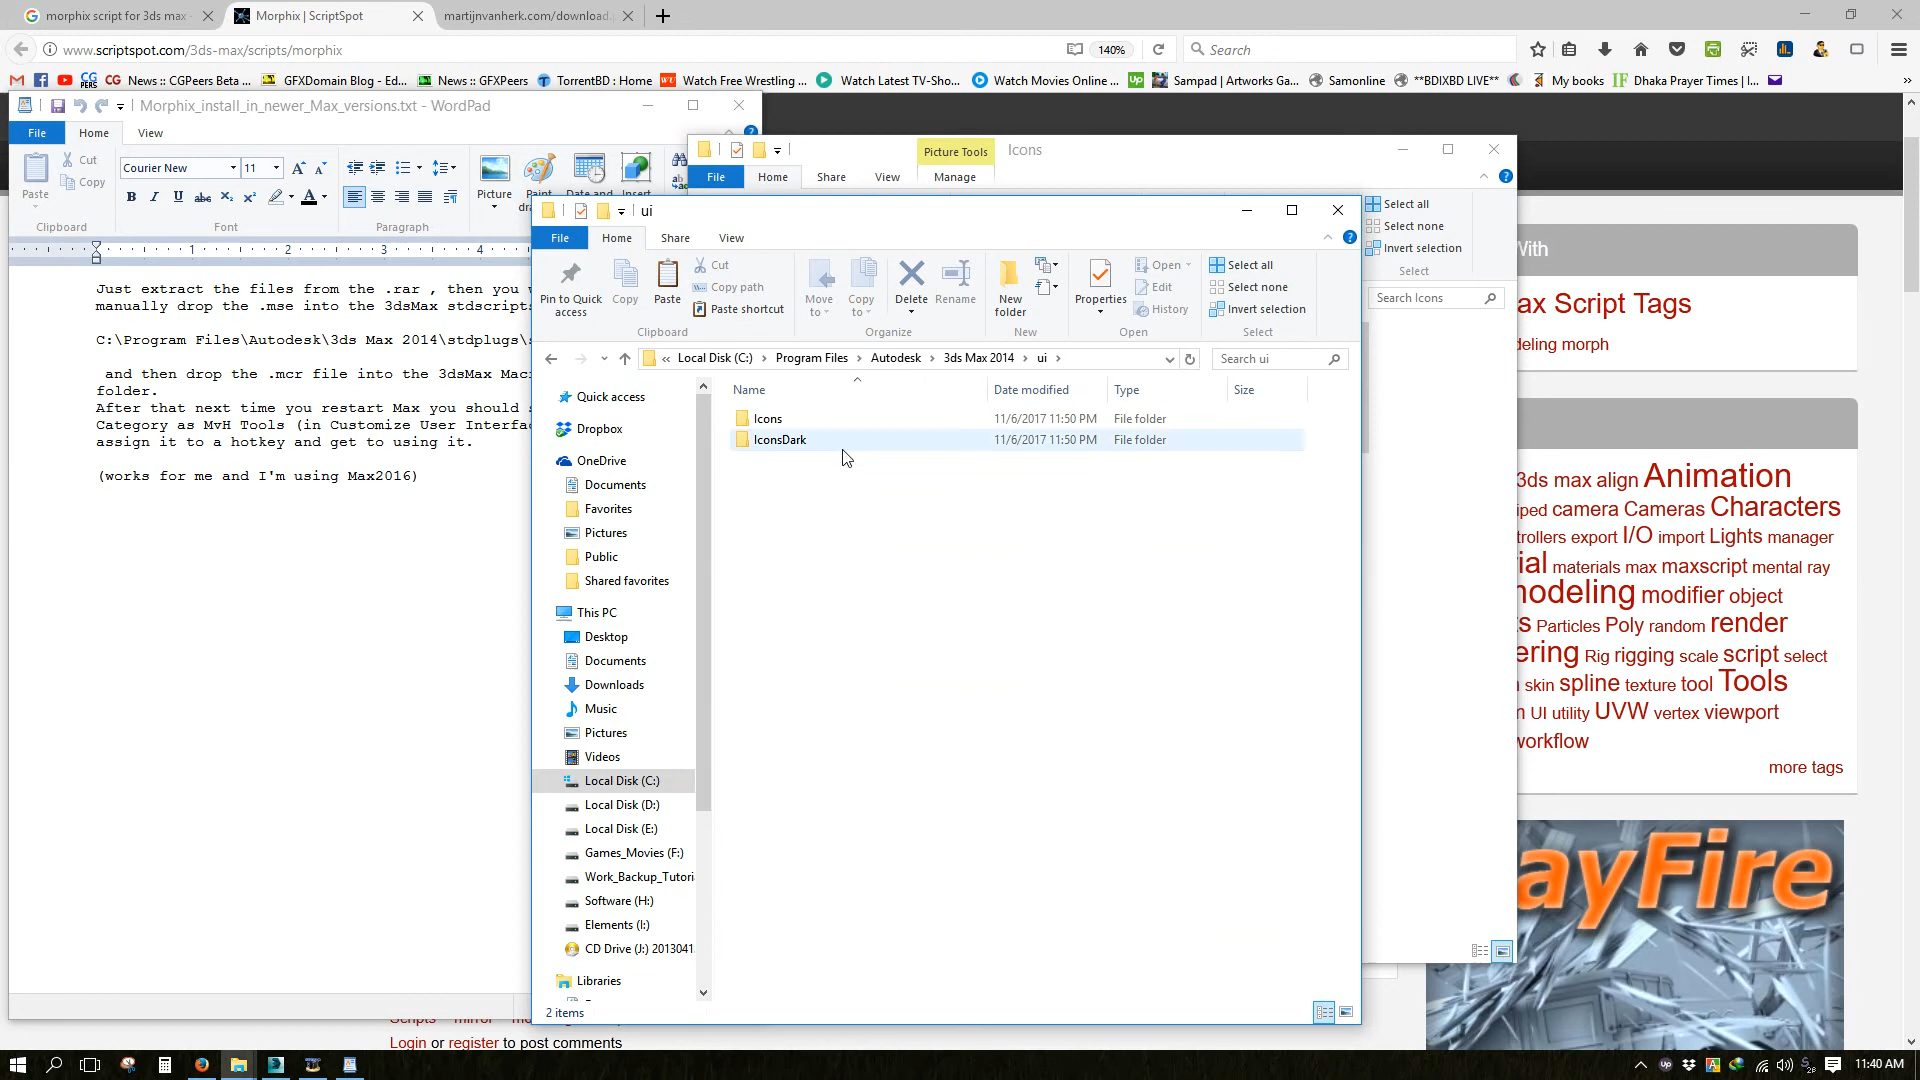 morphix script for 3ds max
Morphix | ScriptSpot
martijnvanherk.com/download.
www.scriptspot.com/3ds-max/scripts/morphix
140%
Search
News :: CGPeers Beta ...
GFXDomain Blog - Ed...
News :: GFXPeers
TorrentBD : Home
Watch Free Wrestling ...
Watch Latest TV-Sho...
Watch Movies Online ...
Sampad | Artworks Ga...
Samonline
**BDIXBD LIVE**
My books
Dhaka Prayer Times | I...
Morphix_install_in_newer_Max_versions.txt - WordPad
File
Home
View
Paste
Cut
Copy
Clipboard
Courier New
11
Font
Paragraph
Picture
Paint
Date and
Insert
1
2
3
4
Just extract the files from the .rar , then you
manually drop the .mse into the 3dsMax stdscripts
C:\Program Files\Autodesk\3ds Max 2014\stdplugs\
and then drop the .mcr file into the 3dsMax
folder.
After that next time you restart Max you should
Category as MvH Tools (in Customize User
assign it to a hotkey and get to using it.
(works for me and I'm using Max2016)
Picture Tools
Icons
File
Home
Share
View
Manage
Select all
Select none
Invert selection
Select
Search Icons
ui
File
Home
Share
View
Pin to Quick access
Copy
Paste
Cut
Copy path
Paste shortcut
Clipboard
Move to
Copy to
Delete
Rename
Organize
New folder
New
Properties
Open
Edit
History
Open
Select all
Select none
Invert selection
Select
« Local Disk (C:) > Program Files > Autodesk > 3ds Max 2014 > ui >
Search ui
Name
Date modified
Type
Size
Icons 11/6/2017 11:50 PM File folder
IconsDark 11/6/2017 11:50 PM File folder
Quick access
Dropbox
OneDrive
Documents
Favorites
Pictures
Public
Shared favorites
This PC
Desktop
Documents
Downloads
Music
Pictures
Videos
Local Disk (C:)
Local Disk (D:)
Local Disk (E:)
Games_Movies (F:)
Work_Backup_Tutori
Software (H:)
Elements (I:)
CD Drive (J:) 2013041
Libraries
2 items
With
ax Script Tags
deling morph
3ds max align Animation
iped camera Cameras Characters
trollers export I/O import Lights manager
ial materials max maxscript mental ray
modeling modifier object
ts Particles Poly random render
ering Rig rigging scale script select
n skin spline texture tool Tools
n UI utility UVW vertex viewport
workflow
more tags
ayFire
Login or register to post comments
11:40 AM